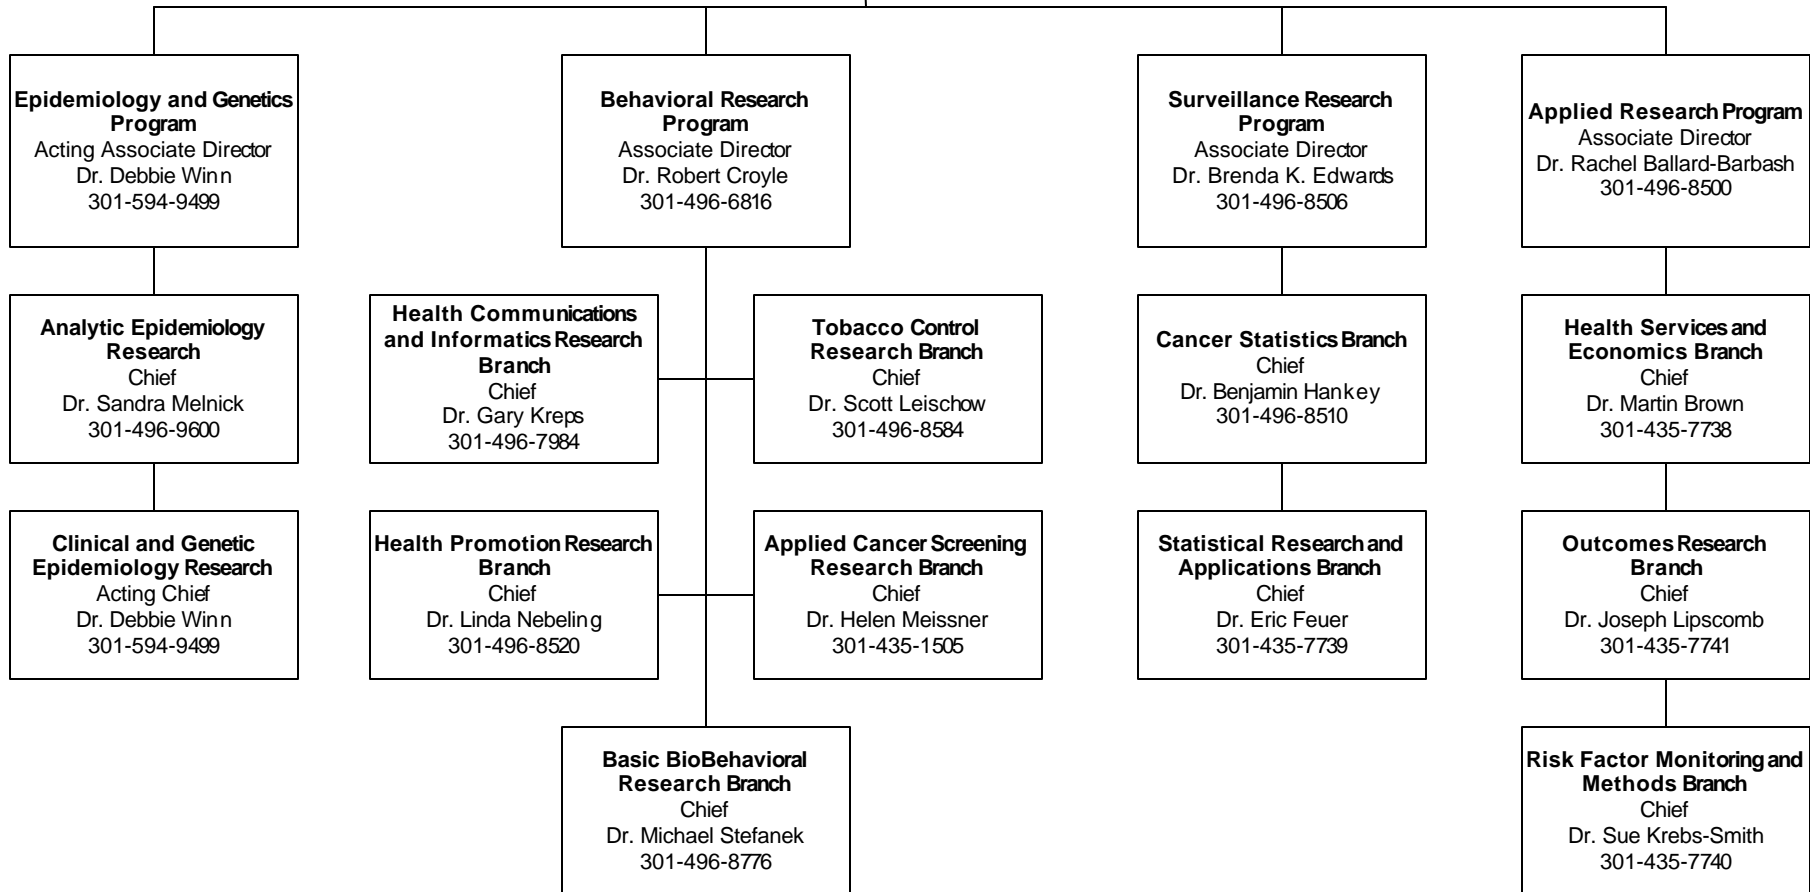 Epidemiology and Genetics
Program
Acting Associate Director
Dr. Debbie Winn
301-594-9499
Behavioral Research
Program
Associate Director
Dr. Robert Croyle
301-496-6816
Surveillance Research
Program
Associate Director
Dr. Brenda K. Edwards
301-496-8506
Applied Research Program
Associate Director
Dr. Rachel Ballard-Barbash
301-496-8500
Analytic Epidemiology
Research
Chief
Dr. Sandra Melnick
301-496-9600
Health Communications
and Informatics Research
Branch
Chief
Dr. Gary Kreps
301-496-7984
Tobacco Control
Research Branch
Chief
Dr. Scott Leischow
301-496-8584
Cancer Statistics Branch
Chief
Dr. Benjamin Hankey
301-496-8510
Health Services and
Economics Branch
Chief
Dr. Martin Brown
301-435-7738
Clinical and Genetic
Epidemiology Research
Acting Chief
Dr. Debbie Winn
301-594-9499
Health Promotion Research
Branch
Chief
Dr. Linda Nebeling
301-496-8520
Applied Cancer Screening
Research Branch
Chief
Dr. Helen Meissner
301-435-1505
Statistical Research and
Applications Branch
Chief
Dr. Eric Feuer
301-435-7739
Outcomes Research
Branch
Chief
Dr. Joseph Lipscomb
301-435-7741
Basic BioBehavioral
Research Branch
Chief
Dr. Michael Stefanek
301-496-8776
Risk Factor Monitoring and
Methods Branch
Chief
Dr. Sue Krebs-Smith
301-435-7740